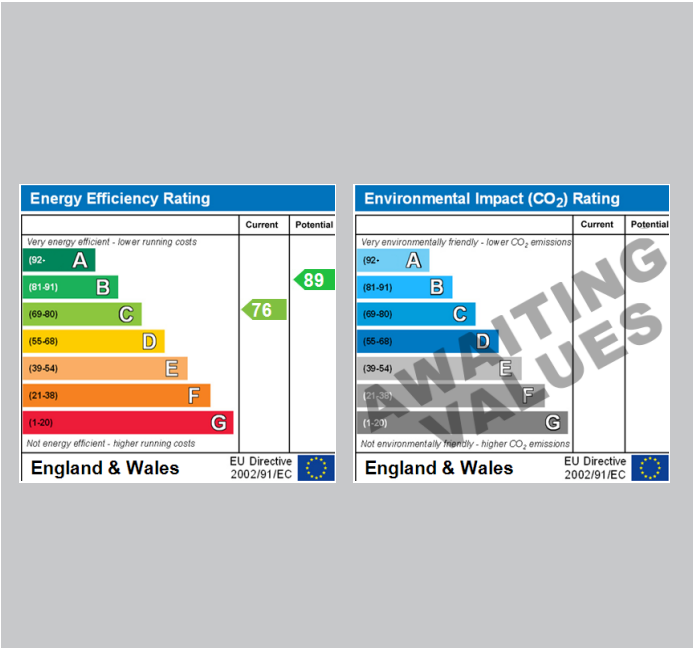 Energy Efficiency Rating
Current Potential
Very energy efficient - lower running costs
(92- A
(81-91) B
89
(69-80) C
76
(55-68) D
(39-54) E
(21-38) F
(1-20) G
Not energy efficient - higher running costs
England & Wales
EU Directive
2002/91/EC
Environmental Impact (CO2) Rating
Current Potential
Very environmentally friendly - lower CO2 emissions
(92- A
(81-91) B
(69-80) C
(55-68) D
(39-54) E
(21-38) F
(1-20) G
AWAITING
VALUES
Not environmentally friendly - higher CO2 emissions
England & Wales
EU Directive
2002/91/EC